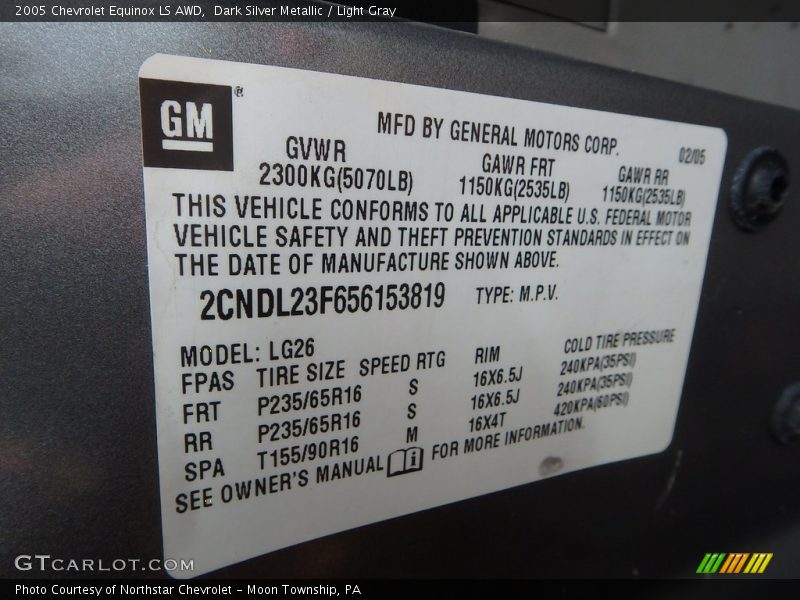 2005 Chevrolet Equinox LS AWD,  Dark Silver Metallic / Light Gray
GM®
MFD BY GENERAL MOTORS CORP. 02/05
GVWR GAWR FRT GAWR RR
2300KG(5070LB) 1150KG(2535LB) 1150KG(2535LB)
THIS VEHICLE CONFORMS TO ALL APPLICABLE U.S. FEDERAL MOTOR
VEHICLE SAFETY AND THEFT PREVENTION STANDARDS IN EFFECT ON
THE DATE OF MANUFACTURE SHOWN ABOVE.
2CNDL23F656153819 TYPE: M.P.V.
MODEL: LG26
FPAS TIRE SIZE SPEED RTG RIM COLD TIRE PRESSURE
FRT P235/65R16 S 16X6.5J 240KPA(35PSI)
RR P235/65R16 S 16X6.5J 240KPA(35PSI)
SPA T155/90R16 M 16X4T 420KPA(60PSI)
SEE OWNER'S MANUAL FOR MORE INFORMATION.
GTCARLOT.COM
Photo Courtesy of Northstar Chevrolet - Moon Township, PA